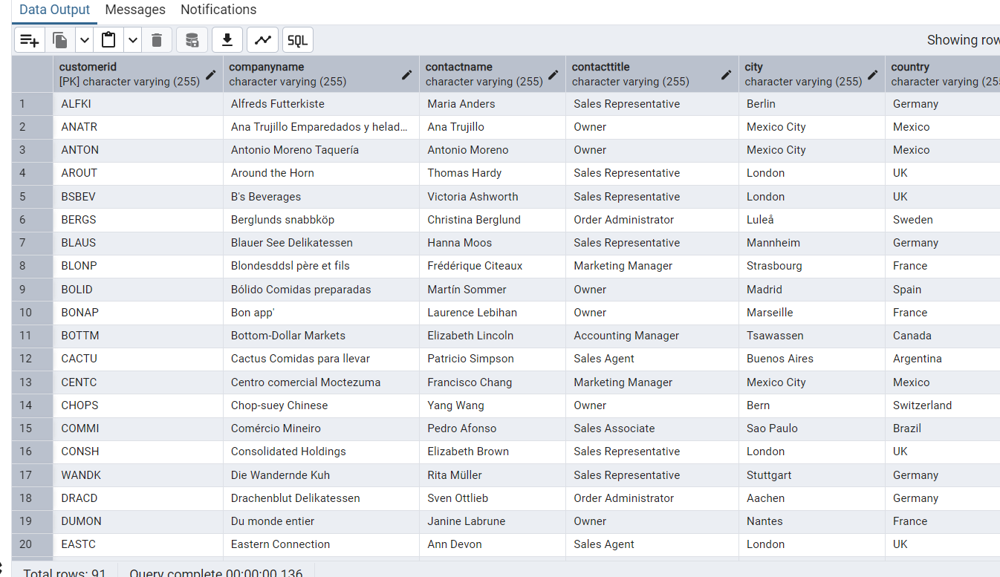 Data Output Messages Notifications
SQL Showing row
customerid companyname contactname contacttitle city country
[PK] character varying (255) character varying (255) character varying (255) character varying (255) character varying (255) character varying (25
1 ALFKI Alfreds Futterkiste Maria Anders Sales Representative Berlin Germany
2 ANATR Ana Trujillo Emparedados y helad... Ana Trujillo Owner Mexico City Mexico
3 ANTON Antonio Moreno Taquería Antonio Moreno Owner Mexico City Mexico
4 AROUT Around the Horn Thomas Hardy Sales Representative London UK
5 BSBEV B's Beverages Victoria Ashworth Sales Representative London UK
6 BERGS Berglunds snabbköp Christina Berglund Order Administrator Luleå Sweden
7 BLAUS Blauer See Delikatessen Hanna Moos Sales Representative Mannheim Germany
8 BLONP Blondesddsl père et fils Frédérique Citeaux Marketing Manager Strasbourg France
9 BOLID Bólido Comidas preparadas Martín Sommer Owner Madrid Spain
10 BONAP Bon app' Laurence Lebihan Owner Marseille France
11 BOTTM Bottom-Dollar Markets Elizabeth Lincoln Accounting Manager Tsawassen Canada
12 CACTU Cactus Comidas para llevar Patricio Simpson Sales Agent Buenos Aires Argentina
13 CENTC Centro comercial Moctezuma Francisco Chang Marketing Manager Mexico City Mexico
14 CHOPS Chop-suey Chinese Yang Wang Owner Bern Switzerland
15 COMMI Comércio Mineiro Pedro Afonso Sales Associate Sao Paulo Brazil
16 CONSH Consolidated Holdings Elizabeth Brown Sales Representative London UK
17 WANDK Die Wandernde Kuh Rita Müller Sales Representative Stuttgart Germany
18 DRACD Drachenblut Delikatessen Sven Ottlieb Order Administrator Aachen Germany
19 DUMON Du monde entier Janine Labrune Owner Nantes France
20 EASTC Eastern Connection Ann Devon Sales Agent London UK
Total rows: 91 Query complete 00:00:00.136